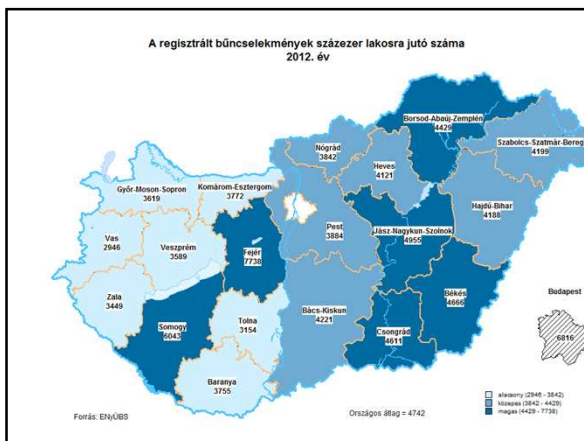 A regisztrált bűncselekmények százezer lakosra jutó száma
2012. év
Borsod-Abaúj-Zemplén
4429
Szabolcs-Szatmár-Bereg
4199
Nógrád
3842
Heves
4121
Hajdú-Bihar
4188
Győr-Moson-Sopron
3619
Komárom-Esztergom
3772
Pest
3884
Jász-Nagykun-Szolnok
4955
Vas
2946
Veszprém
3589
Fejér
7738
Zala
3449
Somogy
6043
Tolna
3154
Bács-Kiskun
4221
Békés
4666
Csongrád
4611
Baranya
3755
Budapest
6816
alacsony (2946 - 3842)
közepes (3842 - 4429)
magas (4429 - 7738)
Forrás: ENyÜBS
Országos átlag = 4742